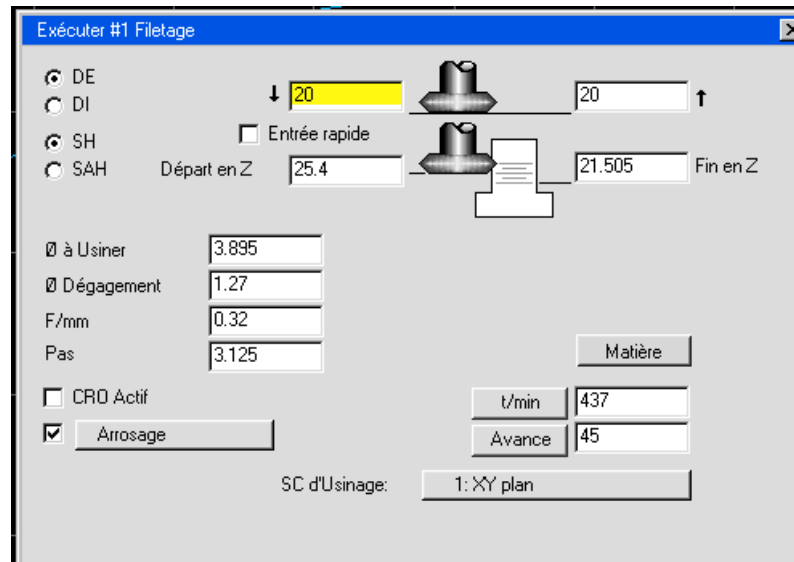 Exécuter #1 Filetage
DE
DI
20
20
Entrée rapide
SH
SAH
Départ en Z
25.4
21.505
Fin en Z
Ø à Usiner
3.895
Ø Dégagement
1.27
F/mm
0.32
Pas
3.125
Matière
CRO Actif
t/min
437
Arrosage
Avance
45
SC d'Usinage:
1: XY plan